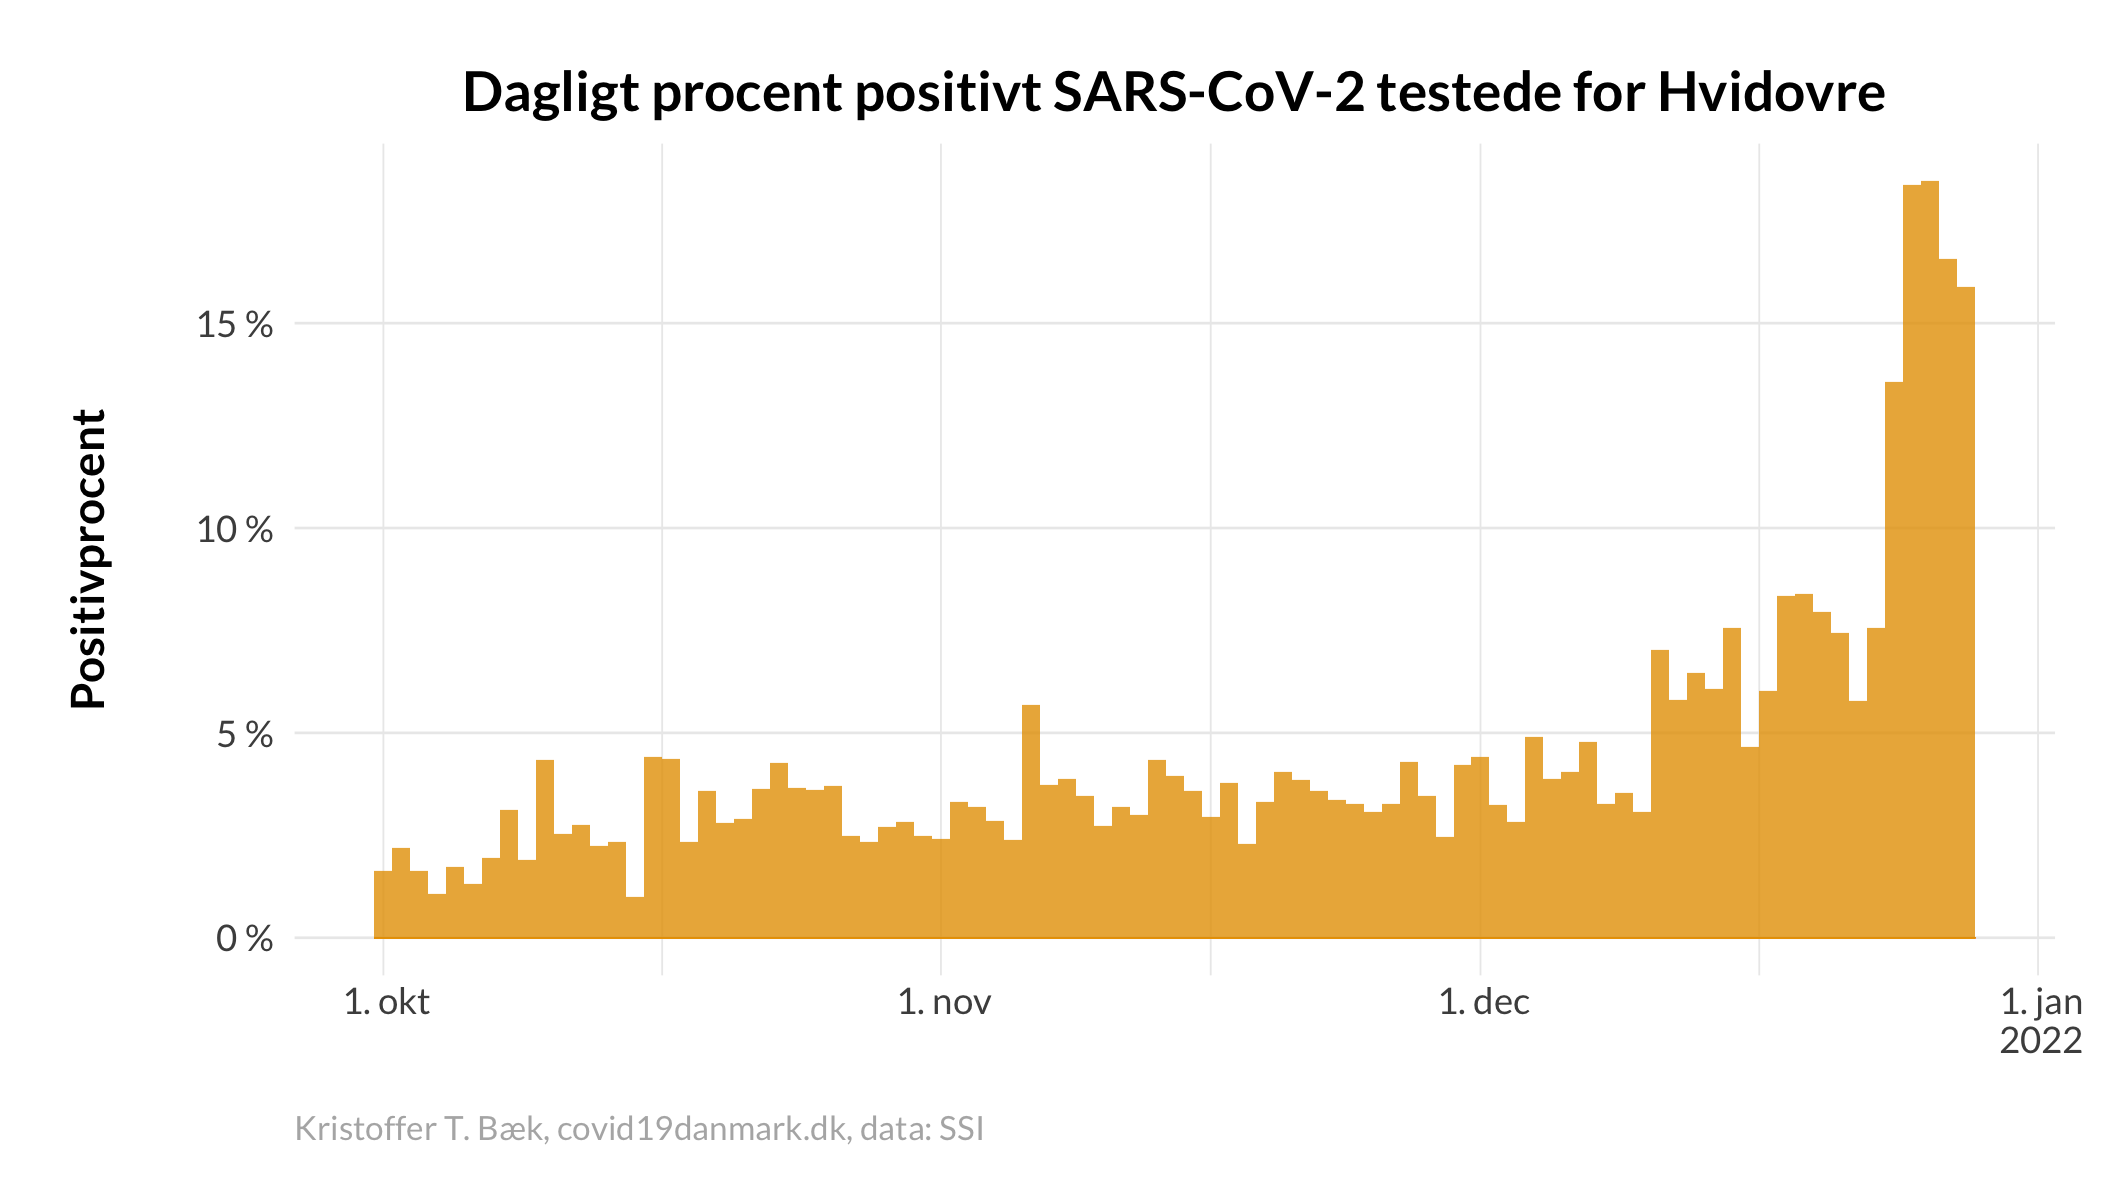 Dagligt procent positivt SARS-CoV-2 testede for Hvidovre
Positivprocent
15 %
10 %
5 %
0 %
1. okt
1. nov
1. dec
1. jan
2022
Kristoffer T. Bæk, covid19danmark.dk, data: SSI